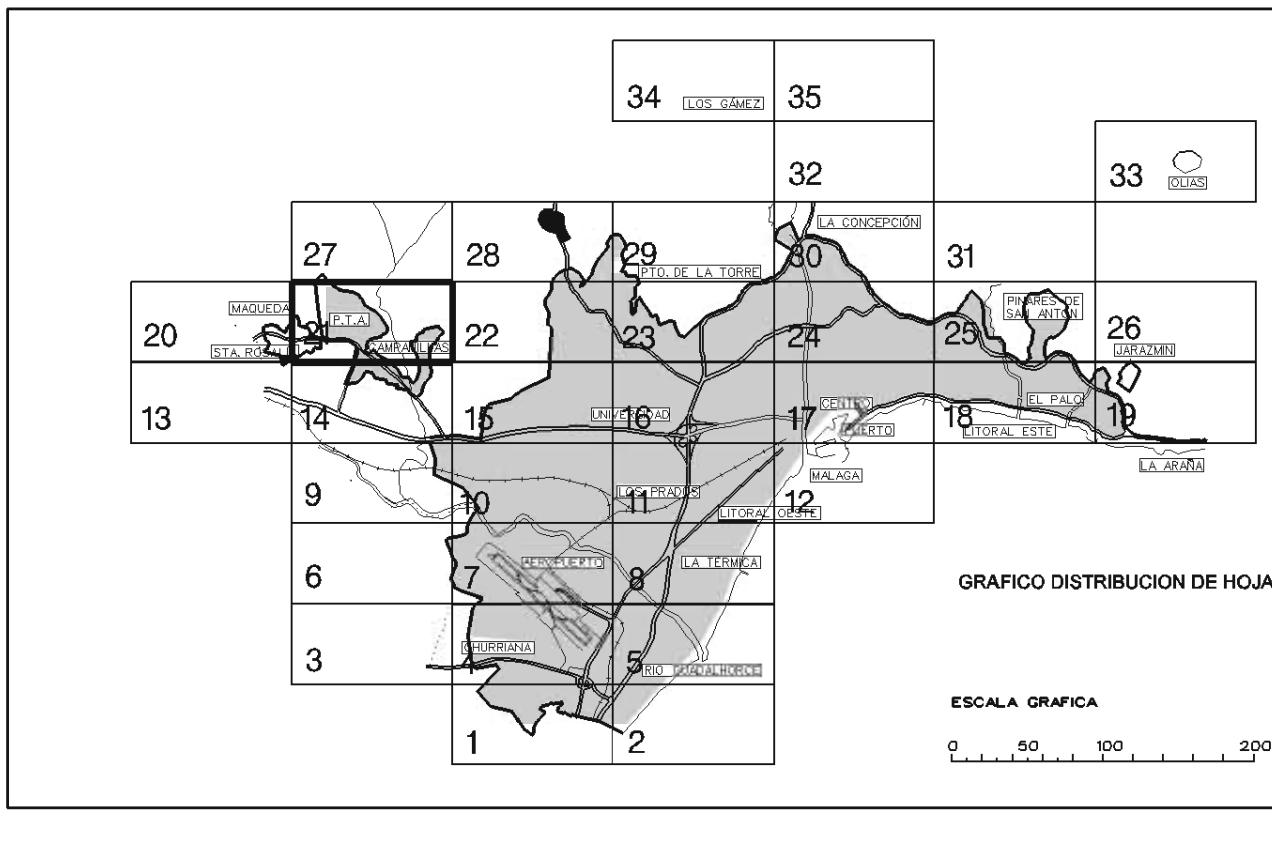 34 LOS GÁMEZ 35
32 33
OLIAS
LA CONCEPCIÓN
27 28 29 30 31
PTO. DE LA TORRE
MAQUEDA
P.T.A
PINARES DE
SAN ANTON
20 22 23 24 25 26
STA. ROSALÍA
CAMPANILLAS
JARAZMIN
13 14 15 16 17 18 19
UNIVERSIDAD
CENTRO
EL PALO
PUERTO
LITORAL ESTE
LA ARAÑA
MALAGA
9 10 11 12
LOS PRADOS
LITORAL OESTE
6 7 8
AEROPUERTO
LA TÉRMICA
GRAFICO DISTRIBUCION DE HOJA
3 5
CHURRIANA
RIO GUADALHORCE
1 2
ESCALA GRAFICA
0 50 100 200